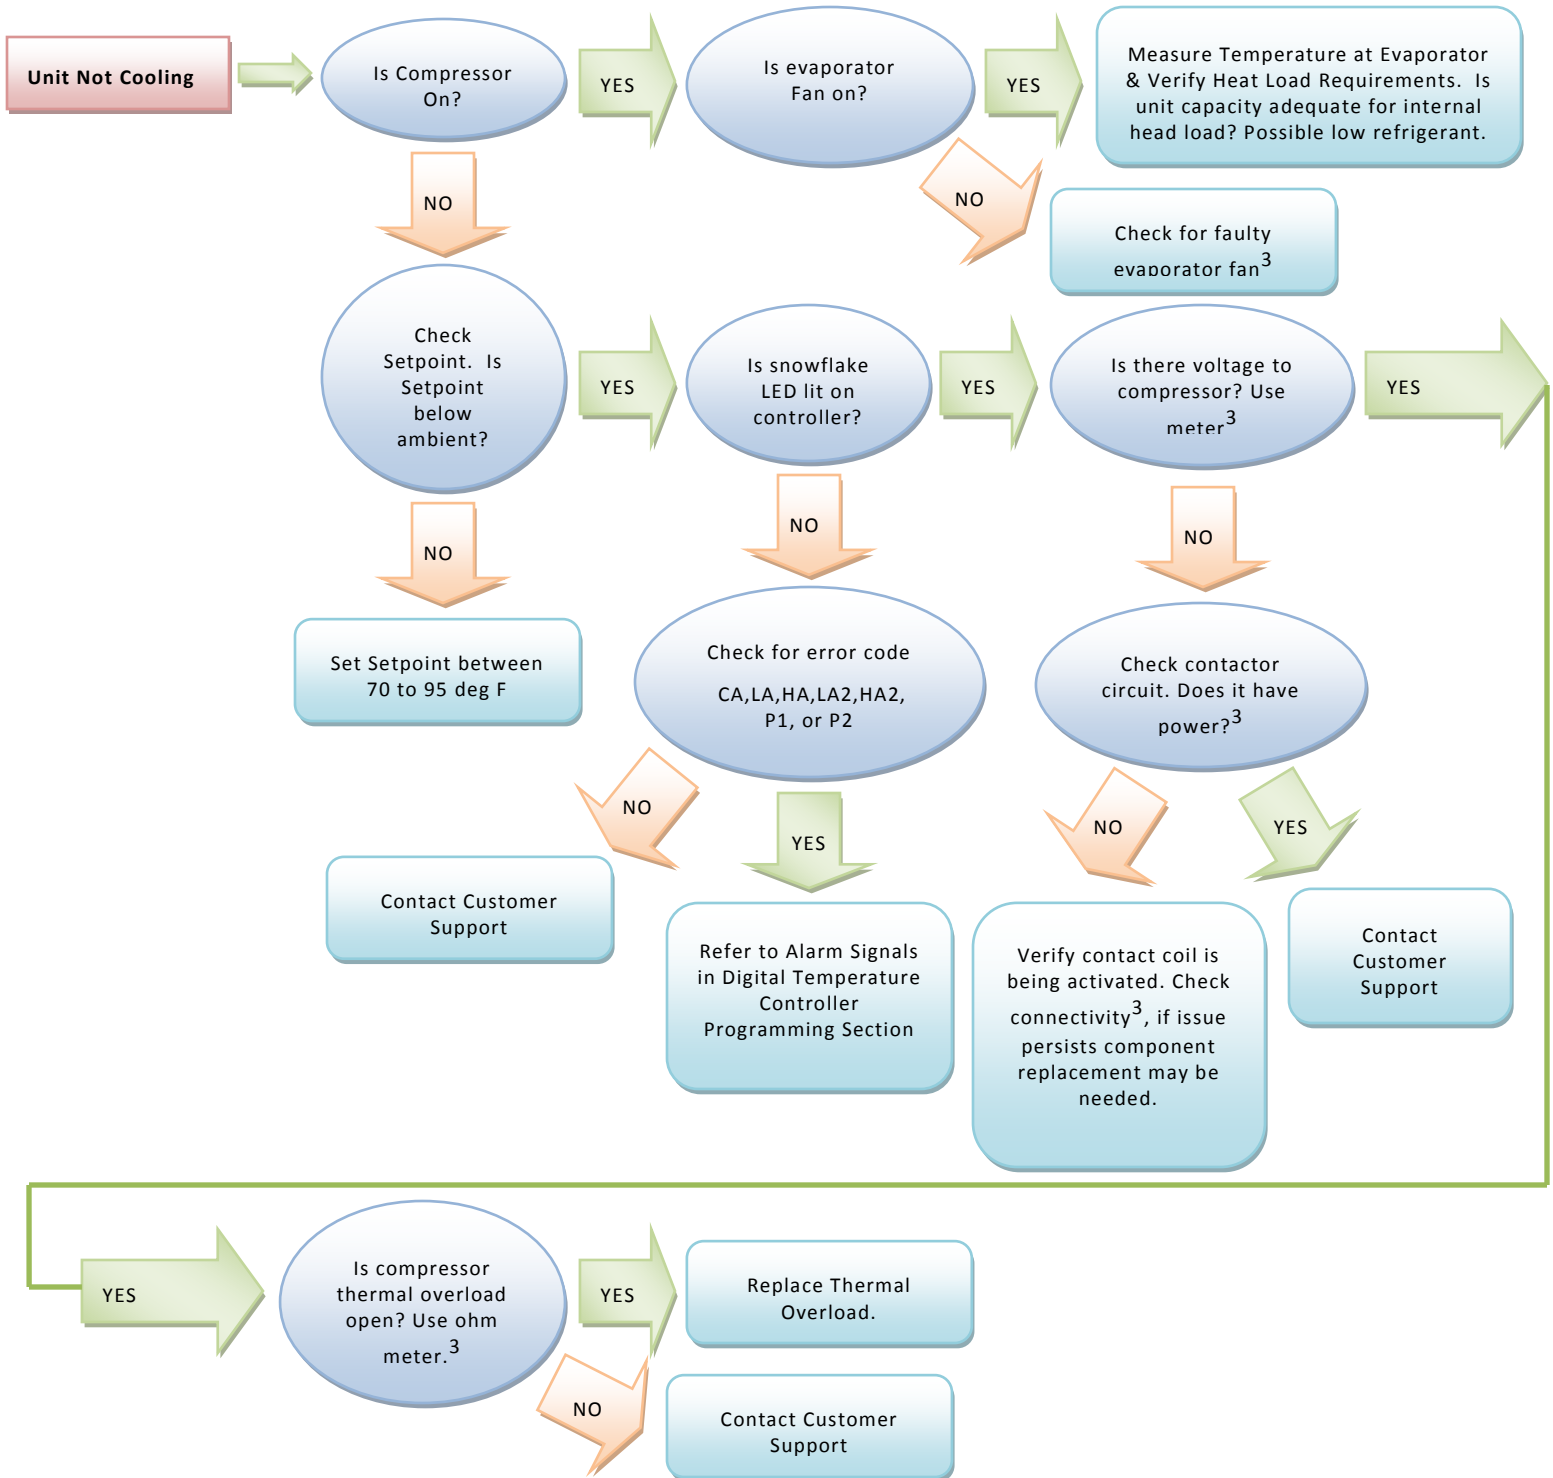 Unit Not Cooling
Is Compressor
On?
YES
Is evaporator
Fan on?
YES
Measure Temperature at Evaporator
& Verify Heat Load Requirements.  Is
unit capacity adequate for internal
head load? Possible low refrigerant.
NO
NO
Check for faulty
evaporator fan3
Check
Setpoint.  Is
Setpoint
below
ambient?
YES
Is snowflake
LED lit on
controller?
YES
Is there voltage to
compressor? Use
meter3
YES
NO
NO
NO
Set Setpoint between
70 to 95 deg F
Check for error code
CA,LA,HA,LA2,HA2,
P1, or P2
Check contactor
circuit. Does it have
power?3
NO
YES
NO
YES
Contact Customer
Support
Refer to Alarm Signals
in Digital Temperature
Controller
Programming Section
Verify contact coil is
being activated. Check
connectivity3, if issue
persists component
replacement may be
needed.
Contact
Customer
Support
YES
Is compressor
thermal overload
open? Use ohm
meter.3
YES
Replace Thermal
Overload.
NO
Contact Customer
Support